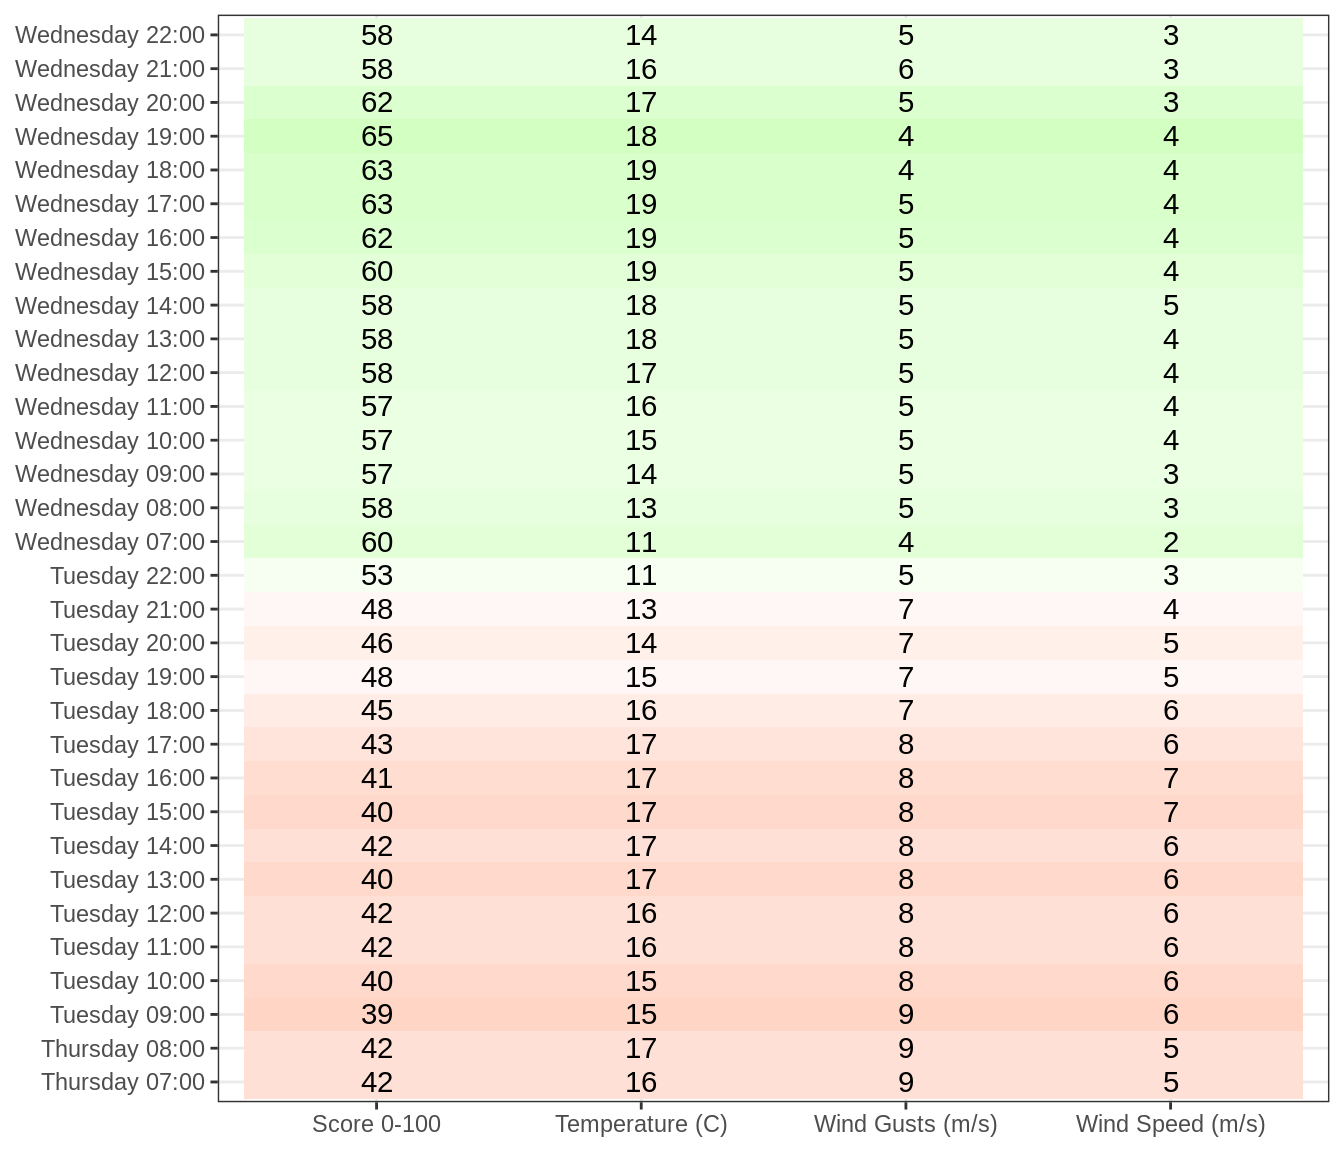 Wednesday 22:00 58 14 5 3
Wednesday 21:00 58 16 6 3
Wednesday 20:00 62 17 5 3
Wednesday 19:00 65 18 4 4
Wednesday 18:00 63 19 4 4
Wednesday 17:00 63 19 5 4
Wednesday 16:00 62 19 5 4
Wednesday 15:00 60 19 5 4
Wednesday 14:00 58 18 5 5
Wednesday 13:00 58 18 5 4
Wednesday 12:00 58 17 5 4
Wednesday 11:00 57 16 5 4
Wednesday 10:00 57 15 5 4
Wednesday 09:00 57 14 5 3
Wednesday 08:00 58 13 5 3
Wednesday 07:00 60 11 4 2
Tuesday 22:00 53 11 5 3
Tuesday 21:00 48 13 7 4
Tuesday 20:00 46 14 7 5
Tuesday 19:00 48 15 7 5
Tuesday 18:00 45 16 7 6
Tuesday 17:00 43 17 8 6
Tuesday 16:00 41 17 8 7
Tuesday 15:00 40 17 8 7
Tuesday 14:00 42 17 8 6
Tuesday 13:00 40 17 8 6
Tuesday 12:00 42 16 8 6
Tuesday 11:00 42 16 8 6
Tuesday 10:00 40 15 8 6
Tuesday 09:00 39 15 9 6
Thursday 08:00 42 17 9 5
Thursday 07:00 42 16 9 5
Score 0-100 Temperature (C) Wind Gusts (m/s) Wind Speed (m/s)